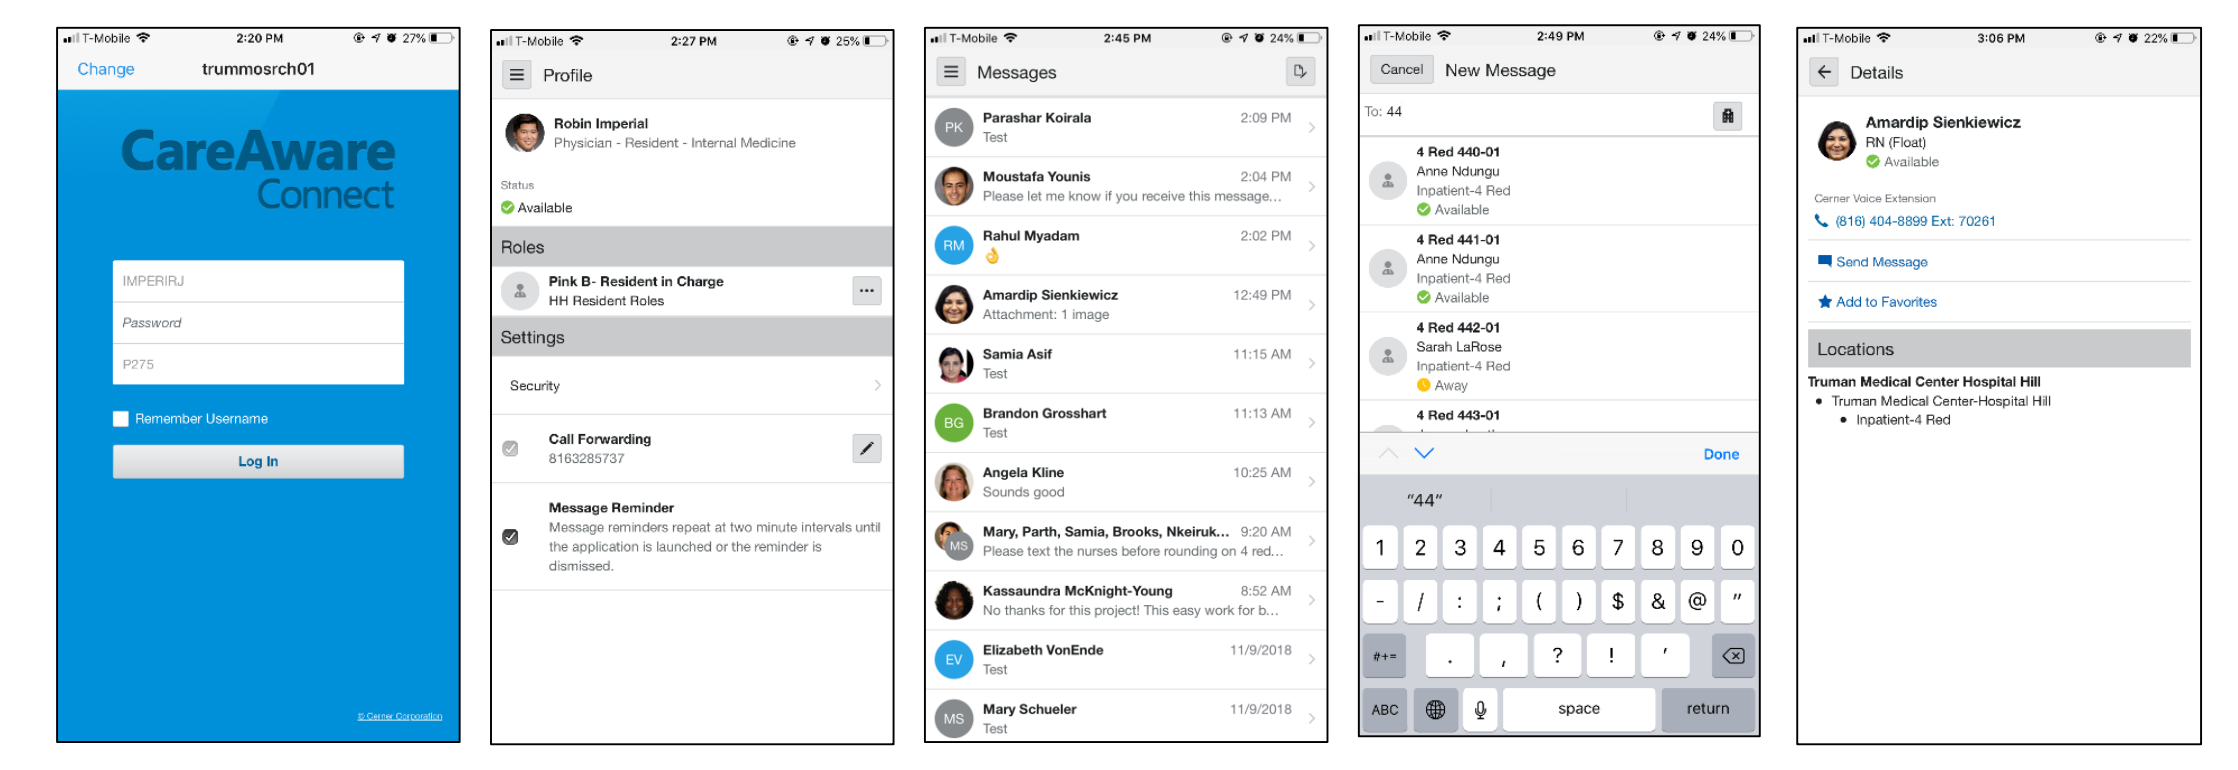 T-Mobile 2:20 PM 27%
Change trummosrch01
CareAware
Connect
IMPERIRJ
Password
P275
Remember Username
Log In
© Cerner Corporation
T-Mobile 2:27 PM 25%
Profile
Robin Imperial
Physician - Resident - Internal Medicine
Status
Available
Roles
Pink B- Resident in Charge
HH Resident Roles
Settings
Security
Call Forwarding
8163285737
Message Reminder
Message reminders repeat at two minute intervals until
the application is launched or the reminder is
dismissed.
T-Mobile 2:45 PM 24%
Messages
PK Parashar Koirala 2:09 PM
Test
Moustafa Younis 2:04 PM
Please let me know if you receive this message...
RM Rahul Myadam 2:02 PM
👌
Amardip Sienkiewicz 12:49 PM
Attachment: 1 image
Samia Asif 11:15 AM
Test
BG Brandon Grosshart 11:13 AM
Test
Angela Kline 10:25 AM
Sounds good
MS Mary, Parth, Samia, Brooks, Nkeiruk... 9:20 AM
Please text the nurses before rounding on 4 red...
Kassaundra McKnight-Young 8:52 AM
No thanks for this project! This easy work for b...
EV Elizabeth VonEnde 11/9/2018
Test
MS Mary Schueler 11/9/2018
Test
T-Mobile 2:49 PM 24%
Cancel New Message
To: 44
4 Red 440-01
Anne Ndungu
Inpatient-4 Red
Available
4 Red 441-01
Anne Ndungu
Inpatient-4 Red
Available
4 Red 442-01
Sarah LaRose
Inpatient-4 Red
Away
4 Red 443-01
Done
"44"
1 2 3 4 5 6 7 8 9 0
- / : ; ( ) $ & @ "
#+= . , ? ! '
ABC space return
T-Mobile 3:06 PM 22%
Details
Amardip Sienkiewicz
RN (Float)
Available
Cerner Voice Extension
(816) 404-8899 Ext: 70261
Send Message
Add to Favorites
Locations
Truman Medical Center Hospital Hill
• Truman Medical Center-Hospital Hill
• Inpatient-4 Red